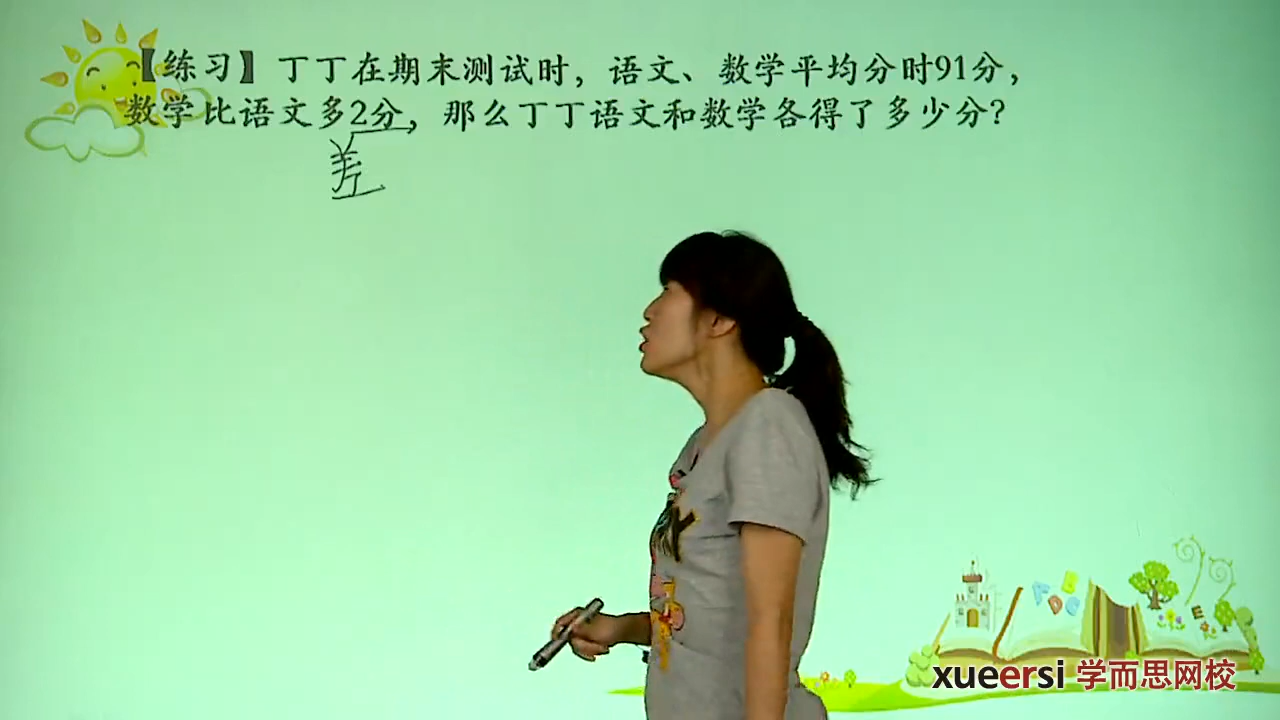 【练习】丁丁在期末测试时，语文、数学平均分时91分，
数学比语文多2分，那么丁丁语文和数学各得了多少分？
差
xueersi 学而思网校